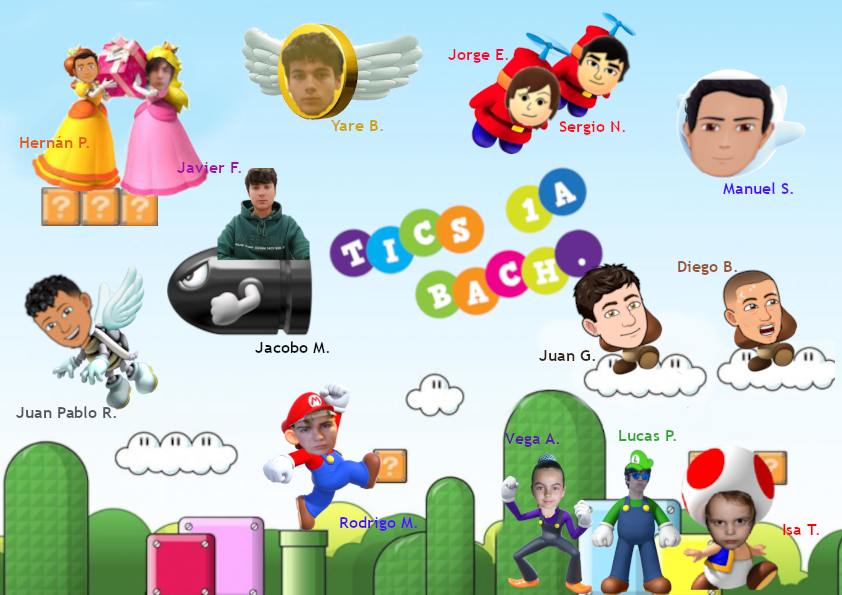 Jorge E.
Yare B.
Sergio N.
Hernán P.
Javier F.
Manuel S.
TICS 1A
BACH.
Diego B.
Jacobo M.
Juan G.
Juan Pablo R.
Vega A.
Lucas P.
Rodrigo M.
Isa T.
? ? ?
?
?
M